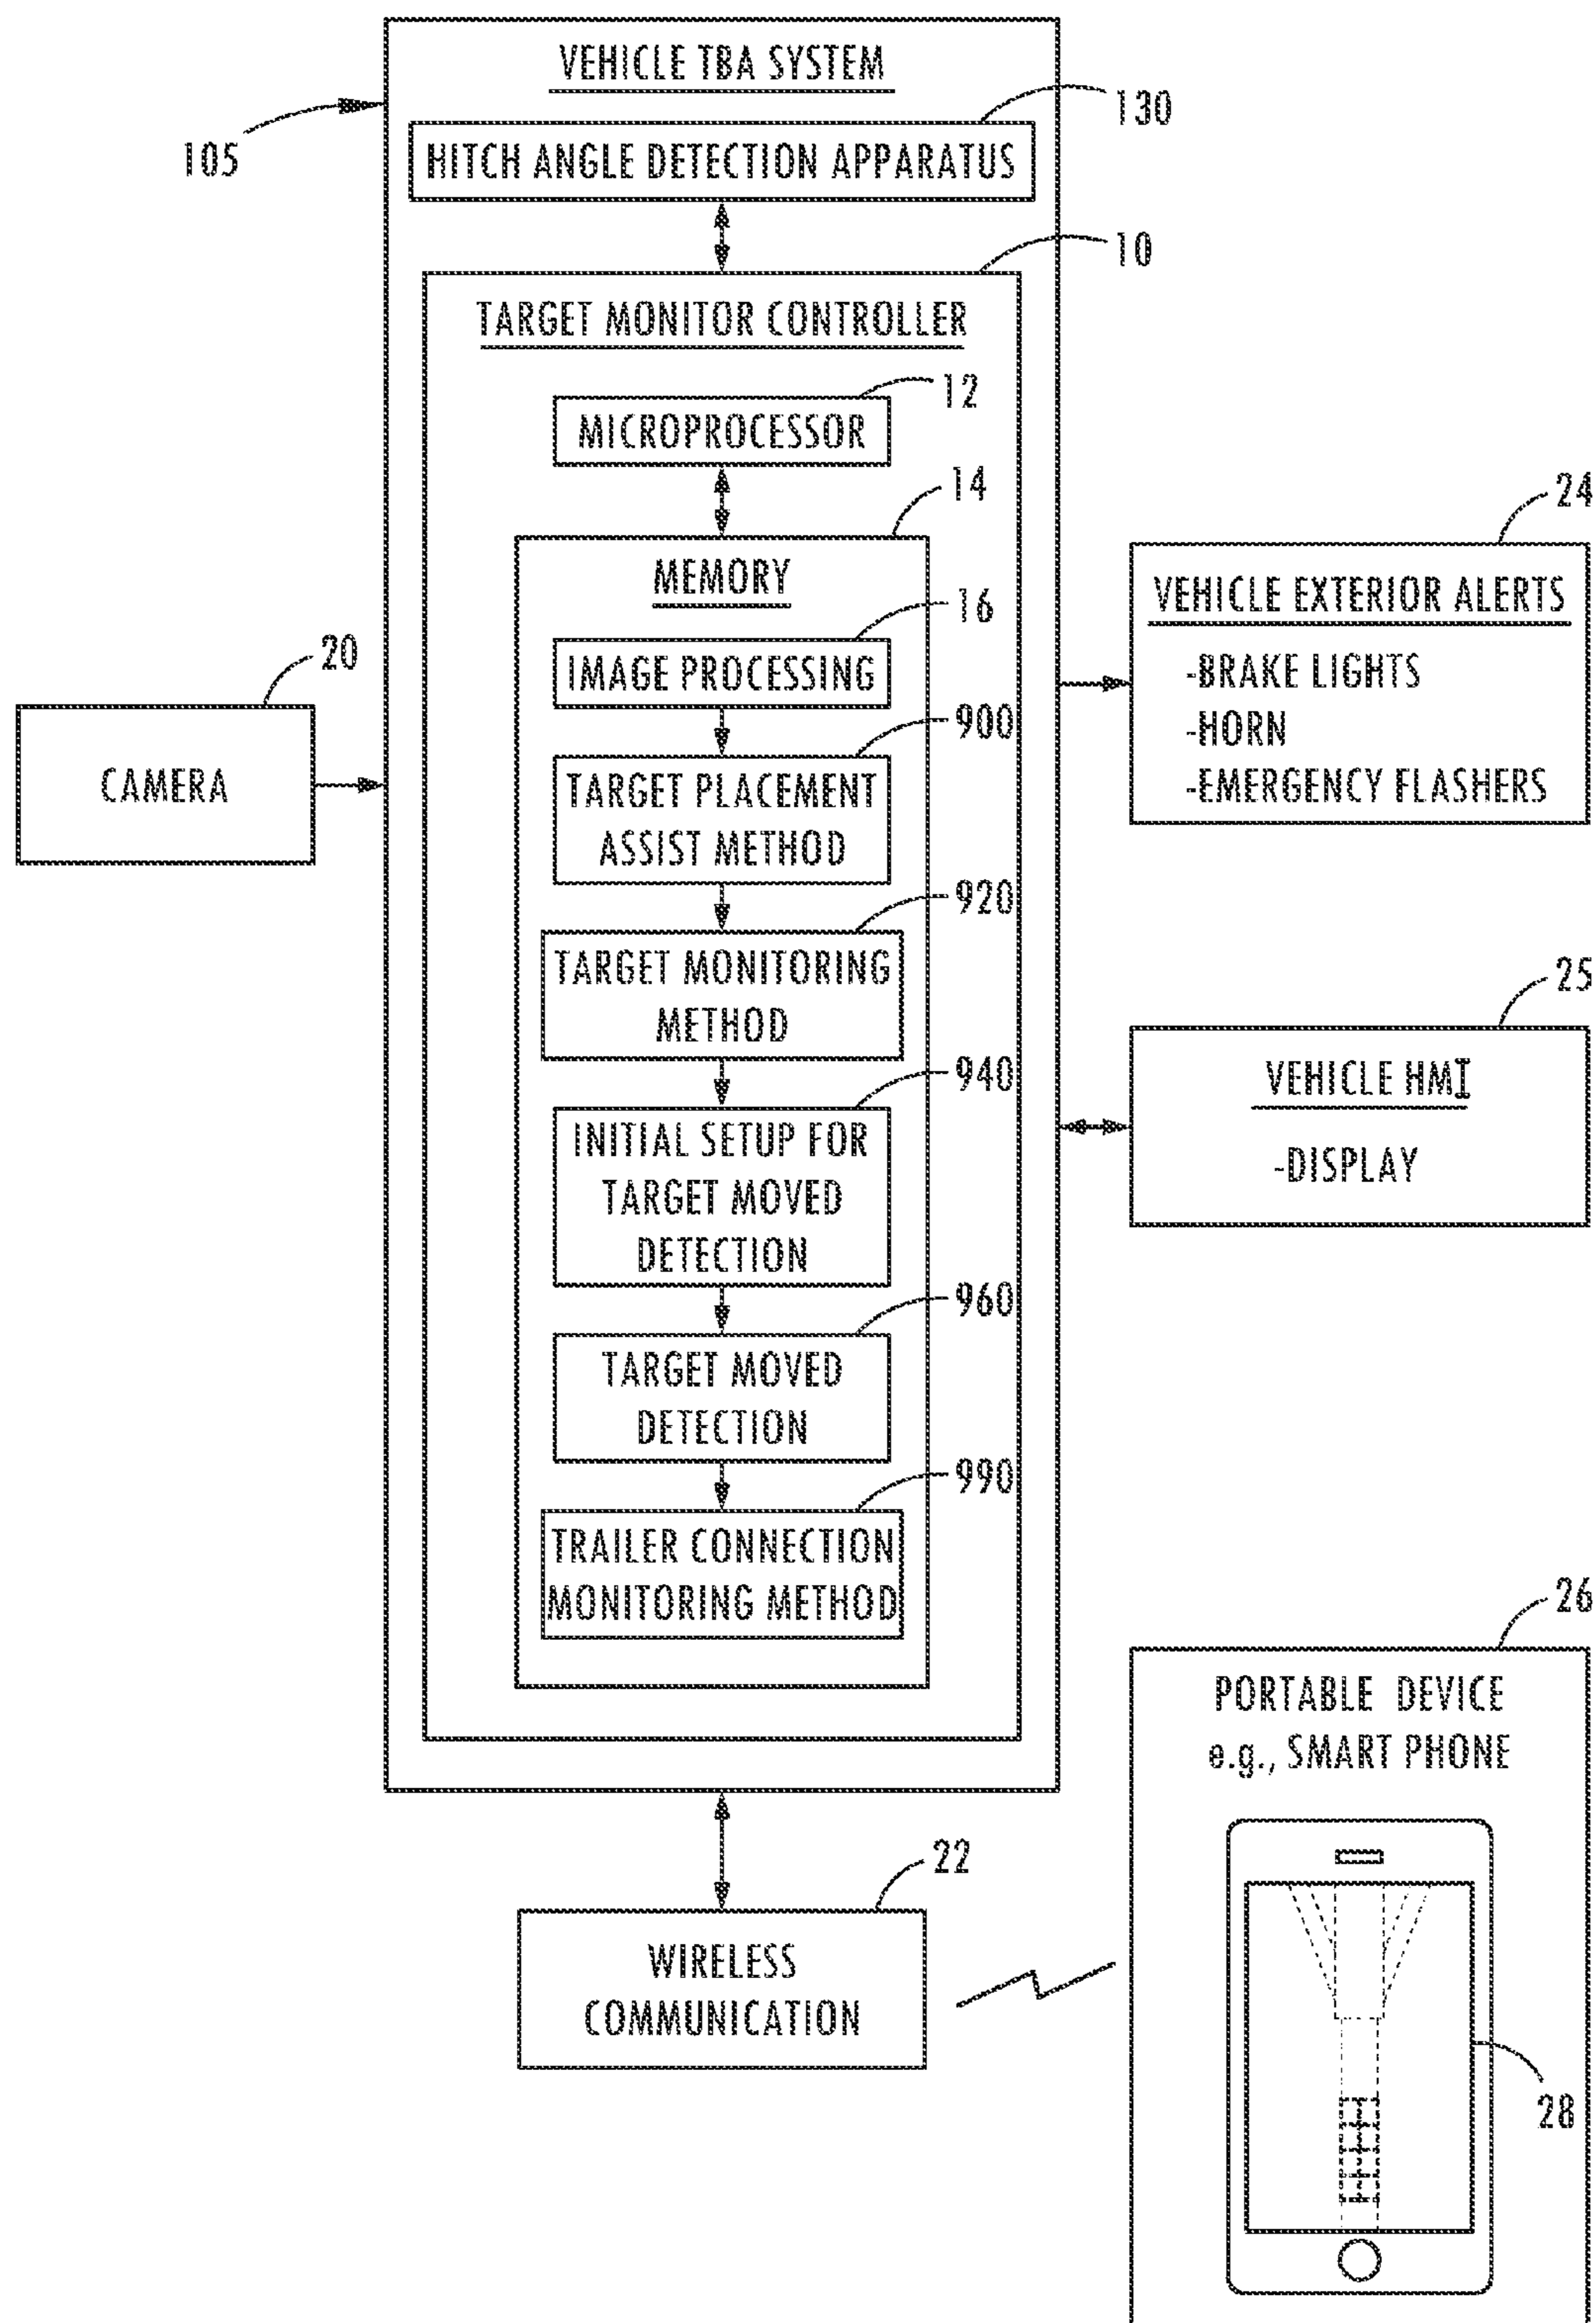 VEHICLE TBA SYSTEM
105
130
HITCH ANGLE DETECTION APPARATUS
10
TARGET MONITOR CONTROLLER
12
MICROPROCESSOR
14
MEMORY
16
IMAGE PROCESSING
900
TARGET PLACEMENT
ASSIST METHOD
920
TARGET MONITORING
METHOD
940
INITIAL SETUP FOR
TARGET MOVED
DETECTION
960
TARGET MOVED
DETECTION
990
TRAILER CONNECTION
MONITORING METHOD
20
CAMERA
24
VEHICLE EXTERIOR ALERTS
-BRAKE LIGHTS
-HORN
-EMERGENCY FLASHERS
25
VEHICLE HMI
-DISPLAY
22
WIRELESS
COMMUNICATION
26
PORTABLE DEVICE
e.g., SMART PHONE
28